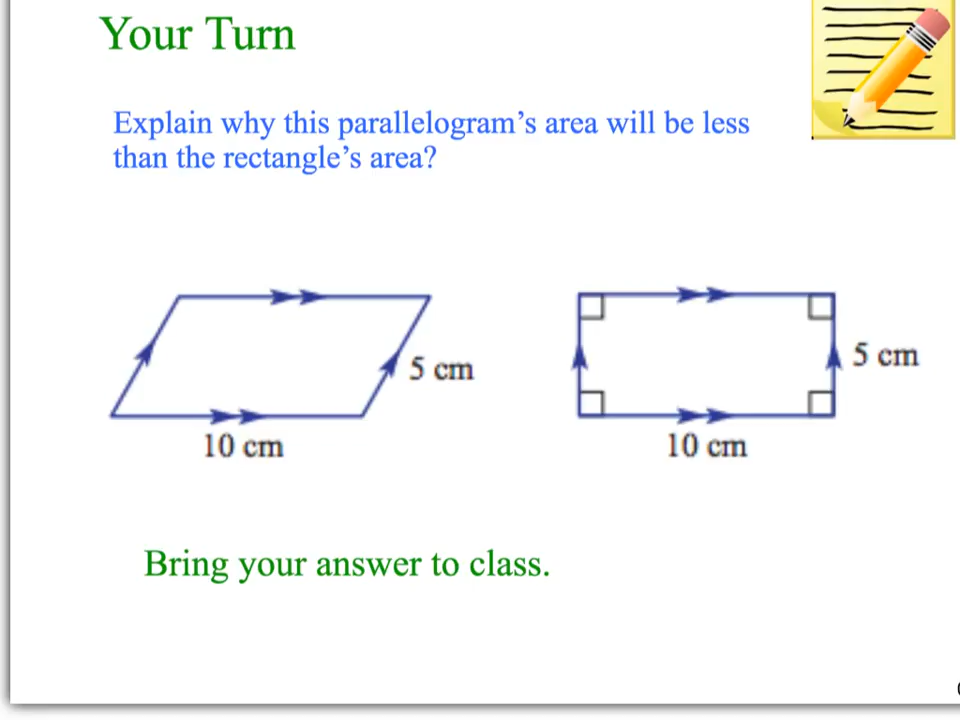 Your Turn
Explain why this parallelogram’s area will be less
than the rectangle’s area?
5 cm
10 cm
5 cm
10 cm
Bring your answer to class.